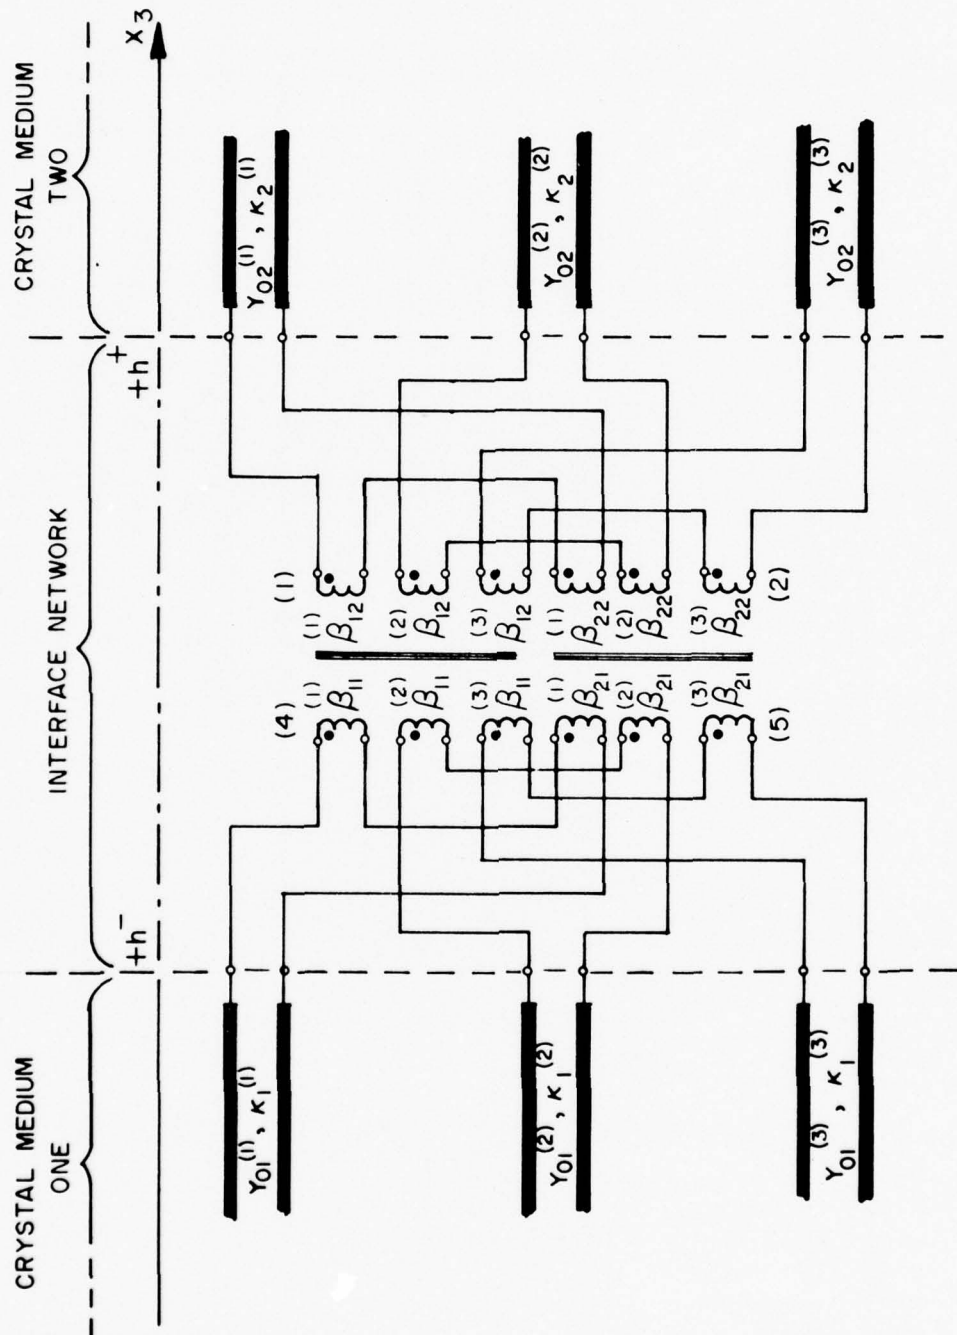 CRYSTAL MEDIUM
ONE
INTERFACE NETWORK
CRYSTAL MEDIUM
TWO
+h⁻
+h⁺
X₃
Y₀₁⁽¹⁾, κ₁⁽¹⁾
(4)
(1)
β₁₁
(1)
β₁₂
(1)
Y₀₂⁽¹⁾, κ₂⁽¹⁾
(2)
β₁₁
(2)
β₁₂
(3)
β₁₁
(3)
β₁₂
Y₀₁⁽²⁾, κ₁⁽²⁾
(1)
β₂₁
(1)
β₂₂
Y₀₂⁽²⁾, κ₂⁽²⁾
(2)
β₂₁
(2)
β₂₂
(3)
β₂₁
(3)
β₂₂
(5)
(2)
Y₀₁⁽³⁾, κ₁⁽³⁾
Y₀₂⁽³⁾, κ₂⁽³⁾